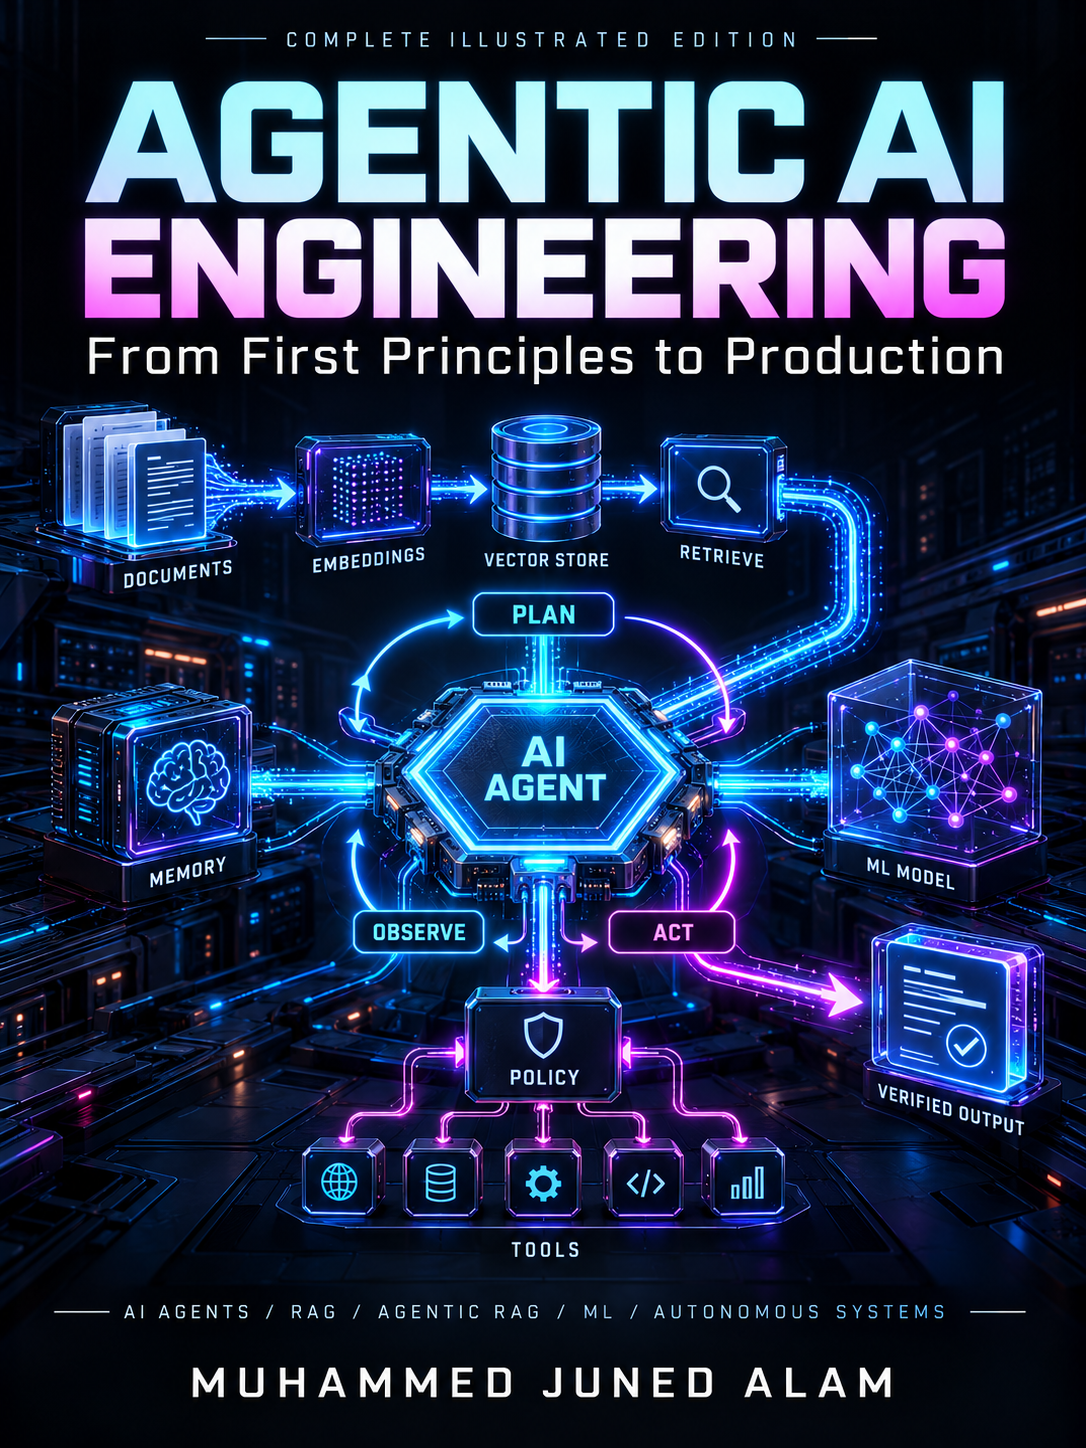 COMPLETE ILLUSTRATED EDITION
AGENTIC AI
ENGINEERING
From First Principles to Production
DOCUMENTS
EMBEDDINGS
VECTOR STORE
RETRIEVE
PLAN
AI
AGENT
MEMORY
ML MODEL
OBSERVE
ACT
POLICY
VERIFIED OUTPUT
TOOLS
AI AGENTS / RAG / AGENTIC RAG / ML / AUTONOMOUS SYSTEMS
MUHAMMED JUNED ALAM